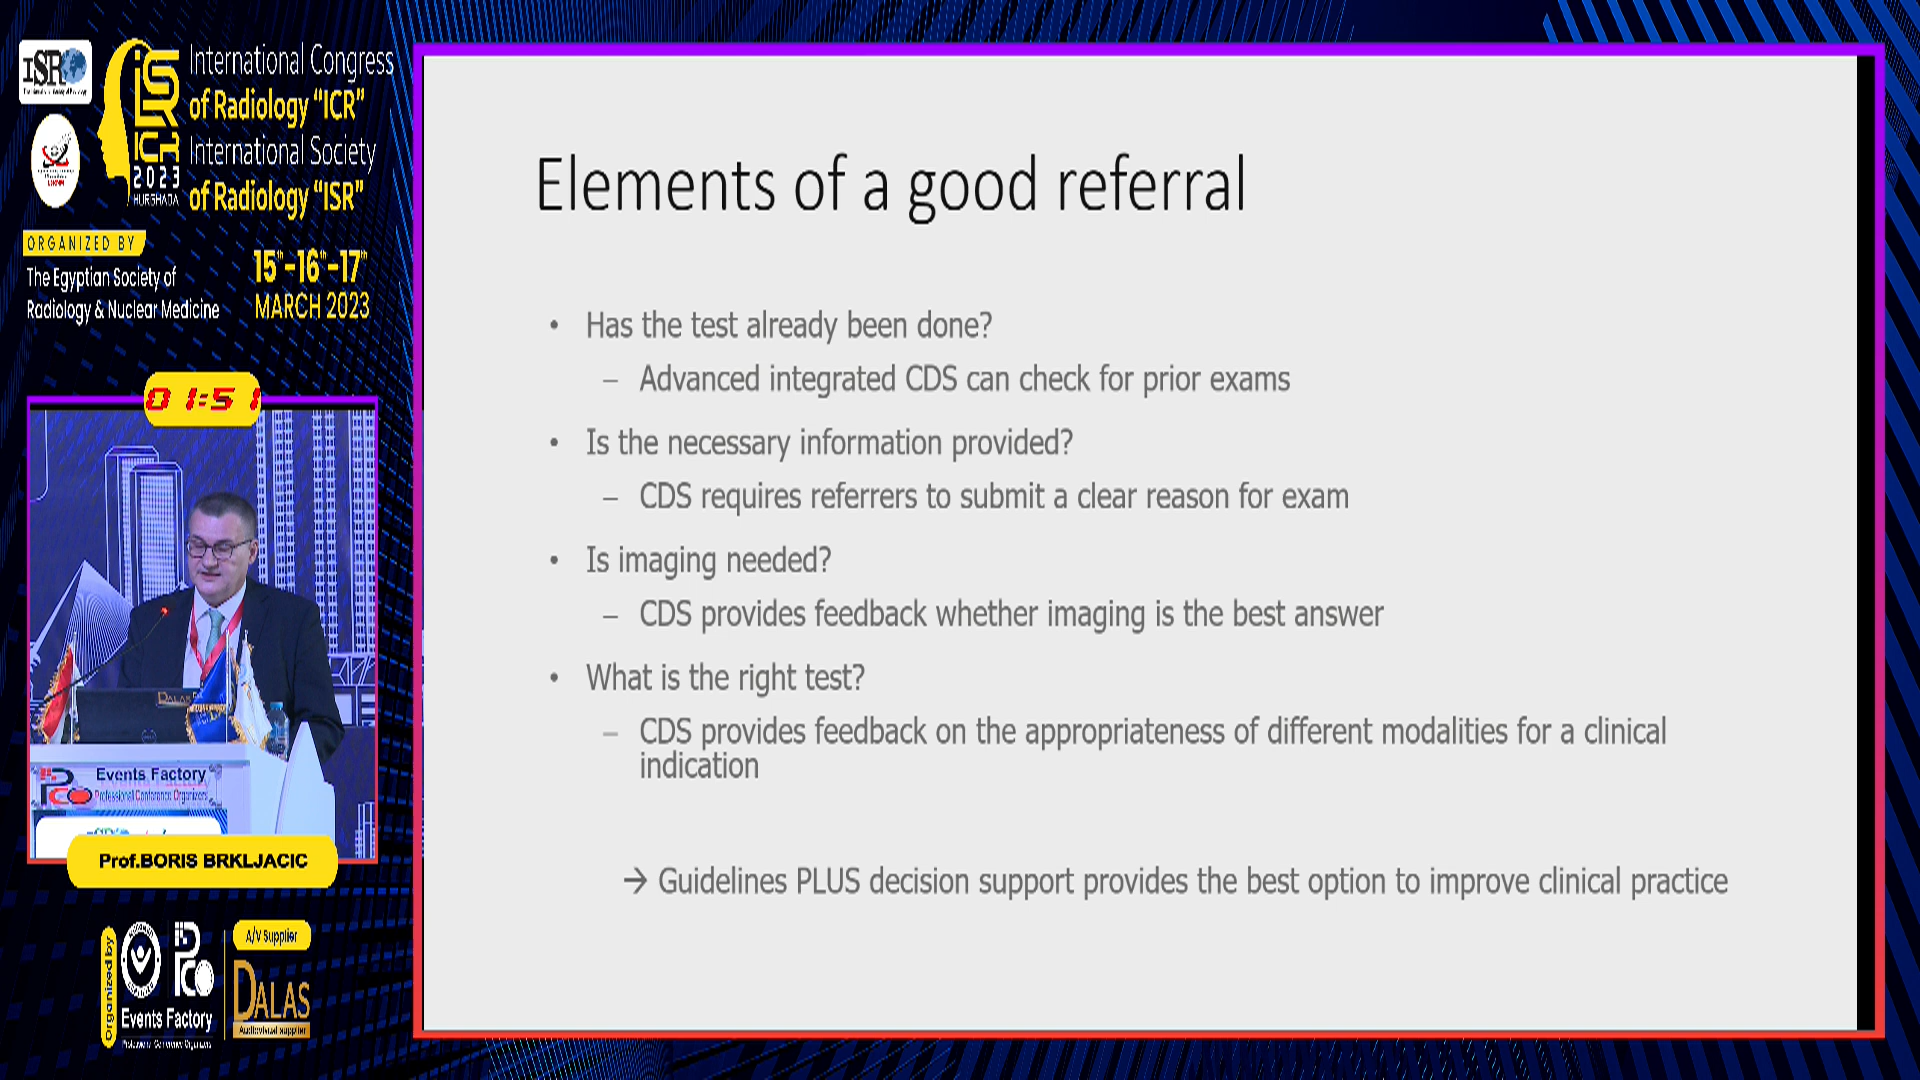 ISR
International Congress
of Radiology “ICR”
International Society
of Radiology “ISR”
iSR
ICR
2023
HURGHADA
ORGANIZED BY
The Egyptian Society of
Radiology & Nuclear Medicine
15th-16th-17th
MARCH 2023
01:51
DALAS
Events Factory
Professional Conference Organizers
Prof.BORIS BRKLJACIC
Organized by
PCO
Events Factory
Professional Conference Organizers
A/V Supplier
DALAS
Audiovisual supplier
Elements of a good referral
• Has the test already been done?
– Advanced integrated CDS can check for prior exams
• Is the necessary information provided?
– CDS requires referrers to submit a clear reason for exam
• Is imaging needed?
– CDS provides feedback whether imaging is the best answer
• What is the right test?
– CDS provides feedback on the appropriateness of different modalities for a clinical
indication
→ Guidelines PLUS decision support provides the best option to improve clinical practice